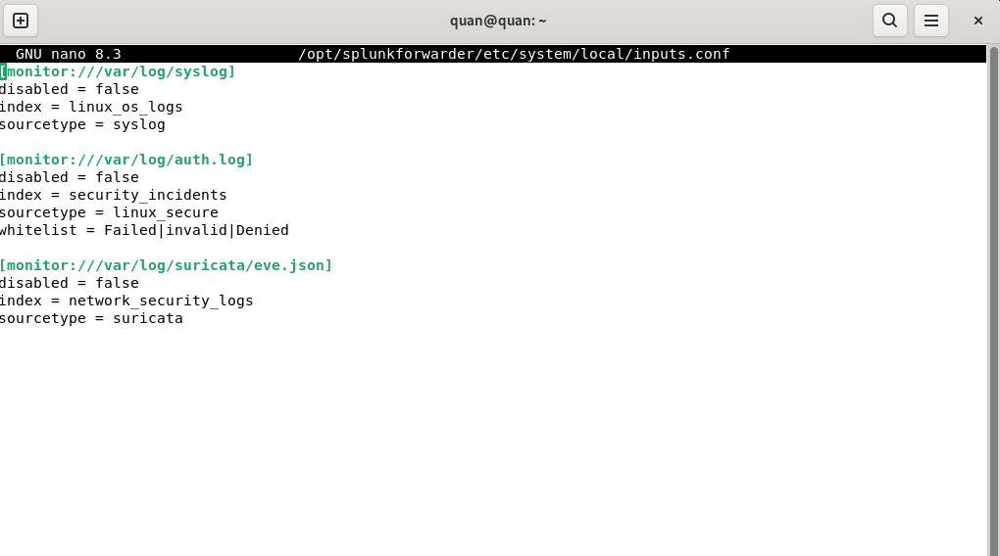 quan@quan: ~
GNU nano 8.3 /opt/splunkforwarder/etc/system/local/inputs.conf
[monitor:///var/log/syslog]
disabled = false
index = linux_os_logs
sourcetype = syslog

[monitor:///var/log/auth.log]
disabled = false
index = security_incidents
sourcetype = linux_secure
whitelist = Failed|invalid|Denied

[monitor:///var/log/suricata/eve.json]
disabled = false
index = network_security_logs
sourcetype = suricata